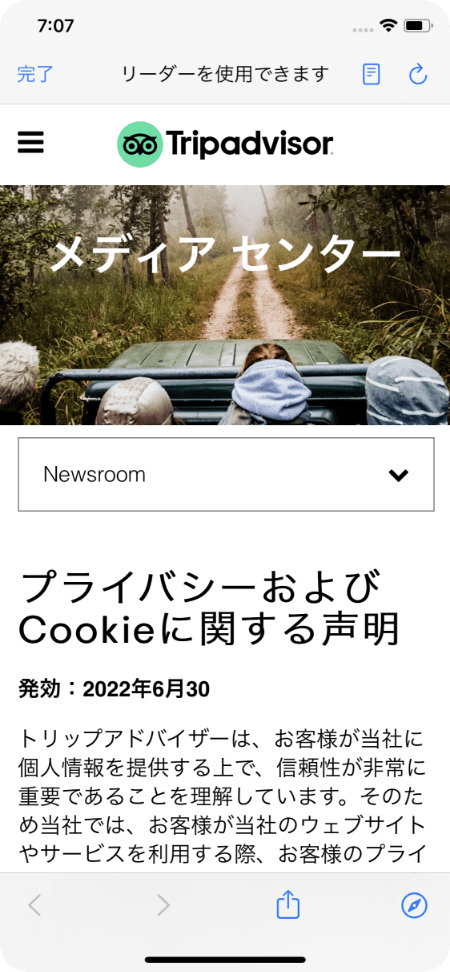 7:07
完了
リーダーを使用できます
Tripadvisor
メディア センター
Newsroom
プライバシーおよび
Cookieに関する声明
発効：2022年6月30
トリップアドバイザーは、お客様が当社に
個人情報を提供する上で、信頼性が非常に
重要であることを理解しています。そのた
め当社では、お客様が当社のウェブサイト
やサービスを利用する際、お客様のプライ